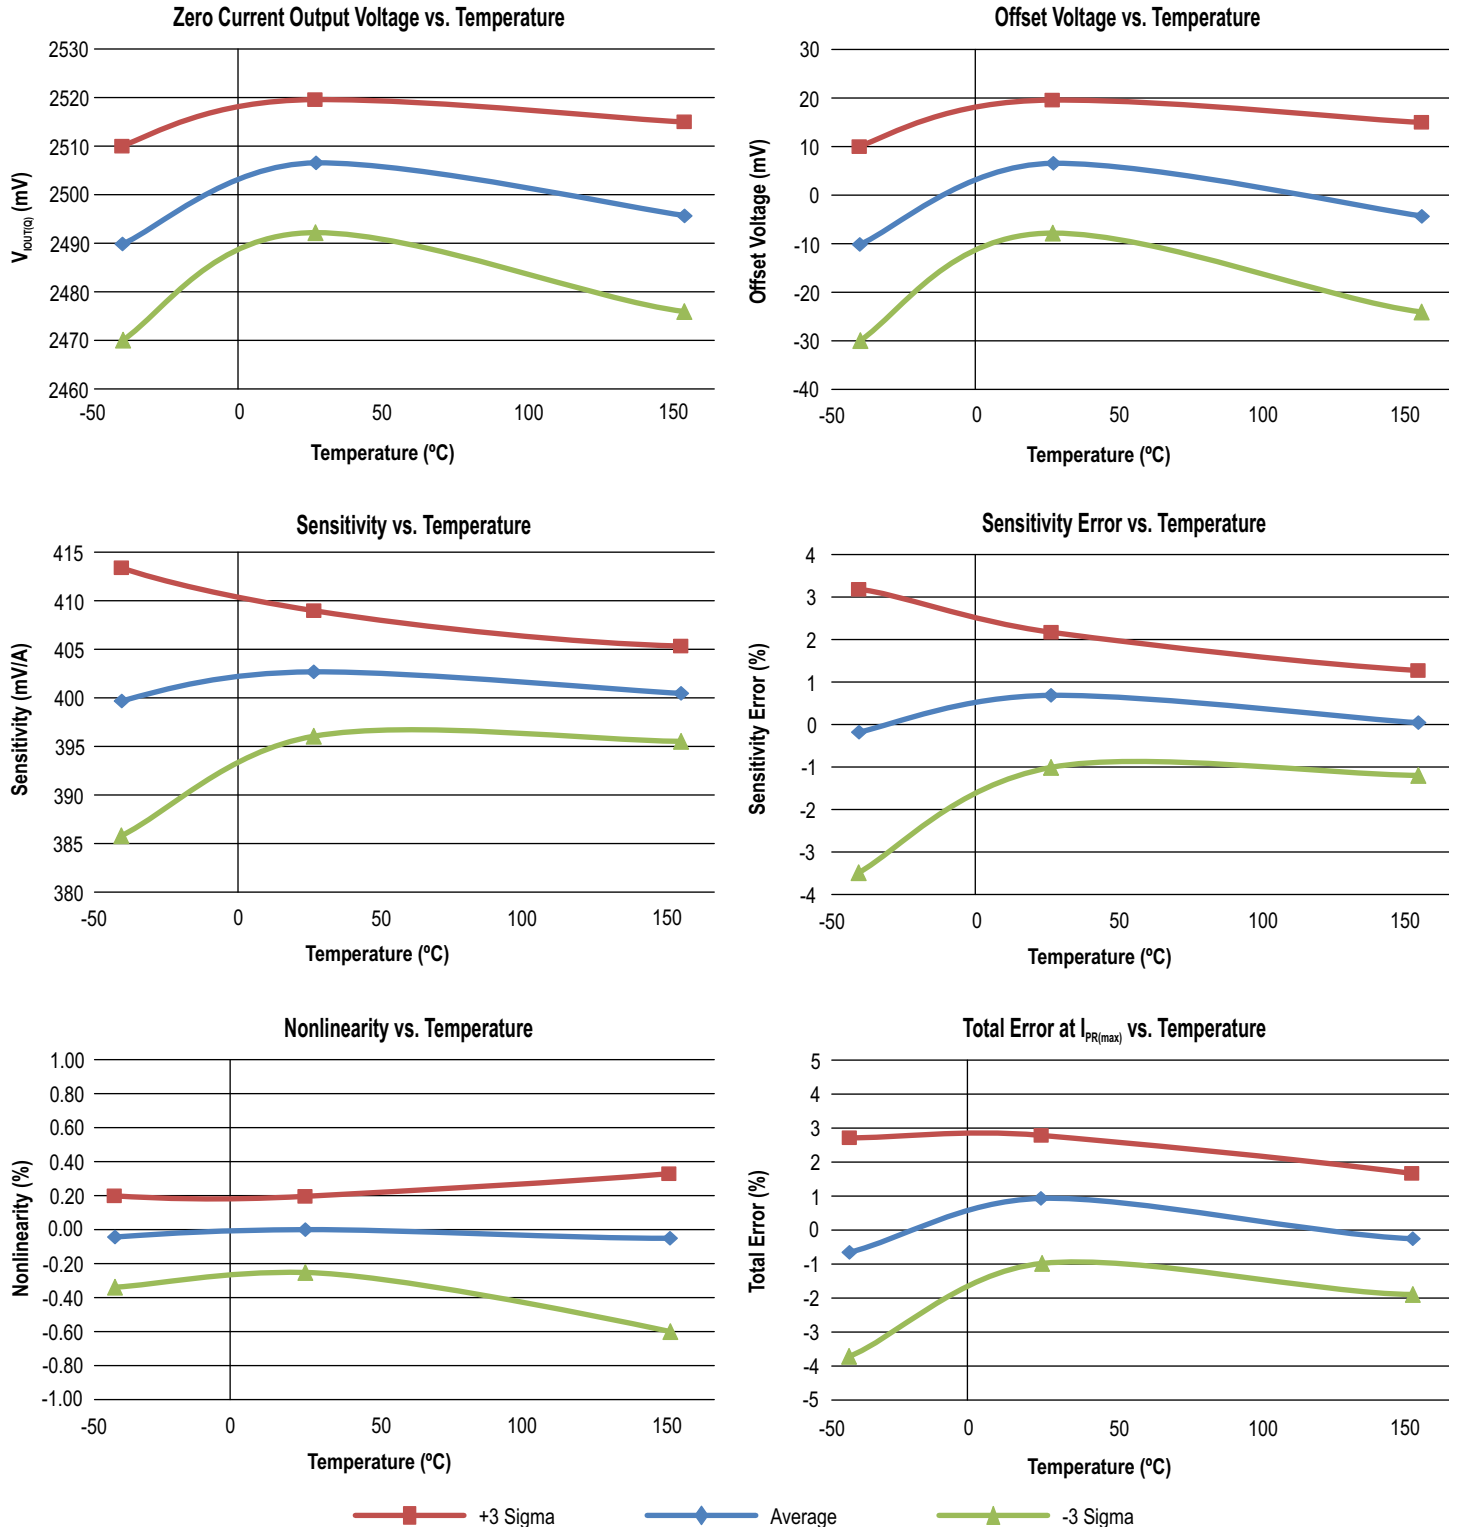 Zero Current Output Voltage vs. Temperature
2530
2520
2510
2500
2490
2480
2470
2460
V_IOUT(Q) (mV)
-50 0 50 100 150
Temperature (ºC)
Offset Voltage vs. Temperature
30
20
10
0
-10
-20
-30
-40
Offset Voltage (mV)
-50 0 50 100 150
Temperature (ºC)
Sensitivity vs. Temperature
415
410
405
400
395
390
385
380
Sensitivity (mV/A)
-50 0 50 100 150
Temperature (ºC)
Sensitivity Error vs. Temperature
4
3
2
1
0
-1
-2
-3
-4
Sensitivity Error (%)
-50 0 50 100 150
Temperature (ºC)
Nonlinearity vs. Temperature
1.00
0.80
0.60
0.40
0.20
0.00
-0.20
-0.40
-0.60
-0.80
-1.00
Nonlinearity (%)
-50 0 50 100 150
Temperature (ºC)
Total Error at I_PR(max) vs. Temperature
5
4
3
2
1
0
-1
-2
-3
-4
-5
Total Error (%)
-50 0 50 100 150
Temperature (ºC)
+3 Sigma Average -3 Sigma